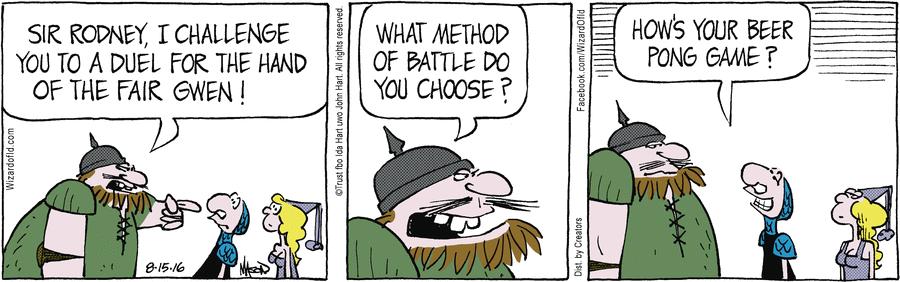 SIR RODNEY, I CHALLENGE
YOU TO A DUEL FOR THE HAND
OF THE FAIR GWEN!
Wizardofid.com
8-15-16
©Trust fbo Ida Hart uwo John Hart. All rights reserved.
WHAT METHOD
OF BATTLE DO
YOU CHOOSE?
Facebook.com/WizardOfId
Dist. by Creators
HOW'S YOUR BEER
PONG GAME?